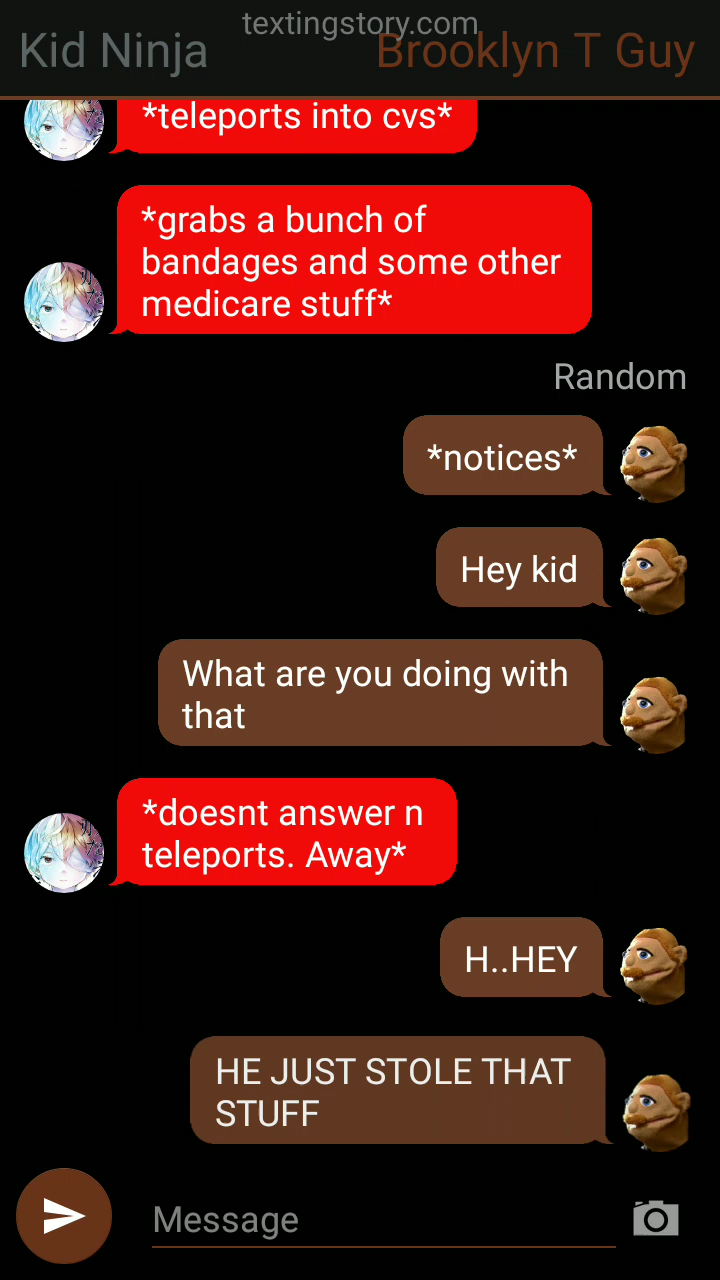 textingstory.com
Kid Ninja
Brooklyn T Guy
*teleports into cvs*
*grabs a bunch of
bandages and some other
medicare stuff*
Random
*notices*
Hey kid
What are you doing with
that
*doesnt answer n
teleports. Away*
H..HEY
HE JUST STOLE THAT
STUFF
Message